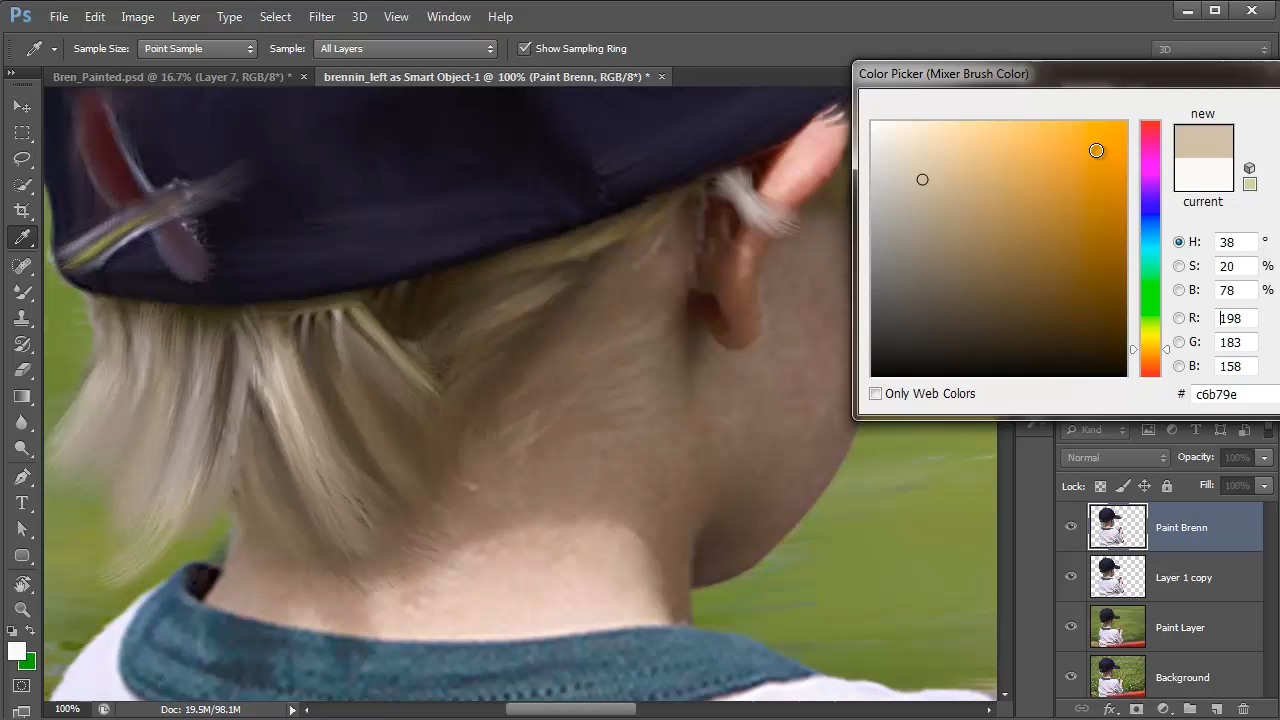 Ps File Edit Image Layer Type Select Filter 3D View Window Help
Sample Size: Point Sample Sample: All Layers Show Sampling Ring 3D
Bren_Painted.psd @ 16.7% (Layer 7, RGB/8*) * × brennin_left as Smart Object-1 @ 100% (Paint Brenn, RGB/8*) * ×
Color Picker (Mixer Brush Color)
new
current
H: 38 °
S: 20 %
B: 78 %
R: 198
G: 183
B: 158
Only Web Colors # c6b79e
Kind
Normal Opacity: 100%
Lock: Fill: 100%
Paint Brenn
Layer 1 copy
Paint Layer
Background
100% Doc: 19.5M/98.1M